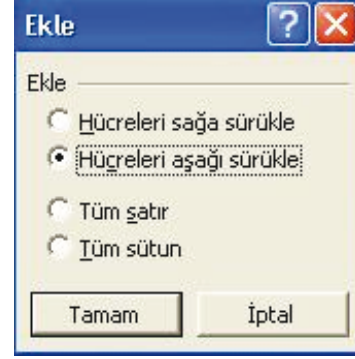 Ekle
Ekle
Hücreleri sağa sürükle
Hücreleri aşağı sürükle
Tüm satır
Tüm sütun
Tamam
İptal